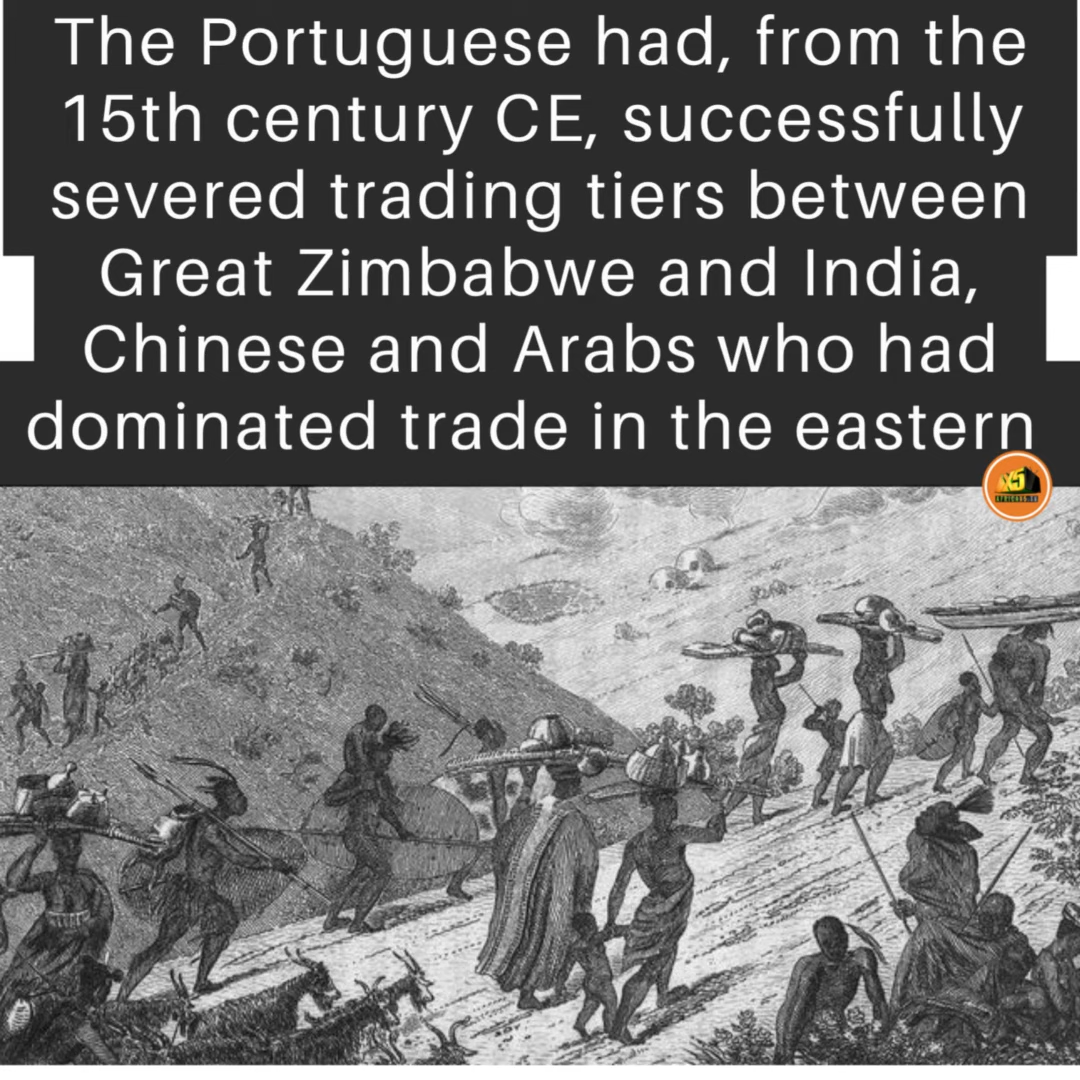 The Portuguese had, from the
15th century CE, successfully
severed trading tiers between
Great Zimbabwe and India,
Chinese and Arabs who had
dominated trade in the eastern